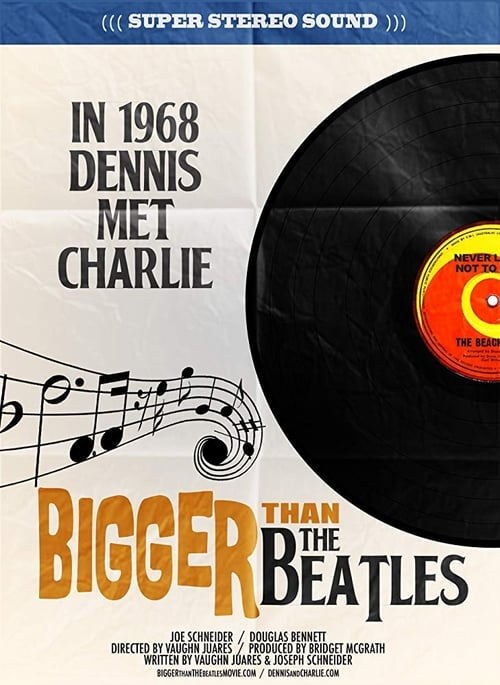 ((( SUPER STEREO SOUND )))
IN 1968
DENNIS
MET
CHARLIE
NEVER L
NOT TO
THE BEACH
BIGGER THAN
THE
BEATLES
JOE SCHNEIDER / DOUGLAS BENNETT
DIRECTED BY VAUGHN JUARES / PRODUCED BY BRIDGET MCGRATH
WRITTEN BY VAUGHN JUARES & JOSEPH SCHNEIDER
BIGGERTHANTHEBEATLESMOVIE.COM / DENNISANDCHARLIE.COM